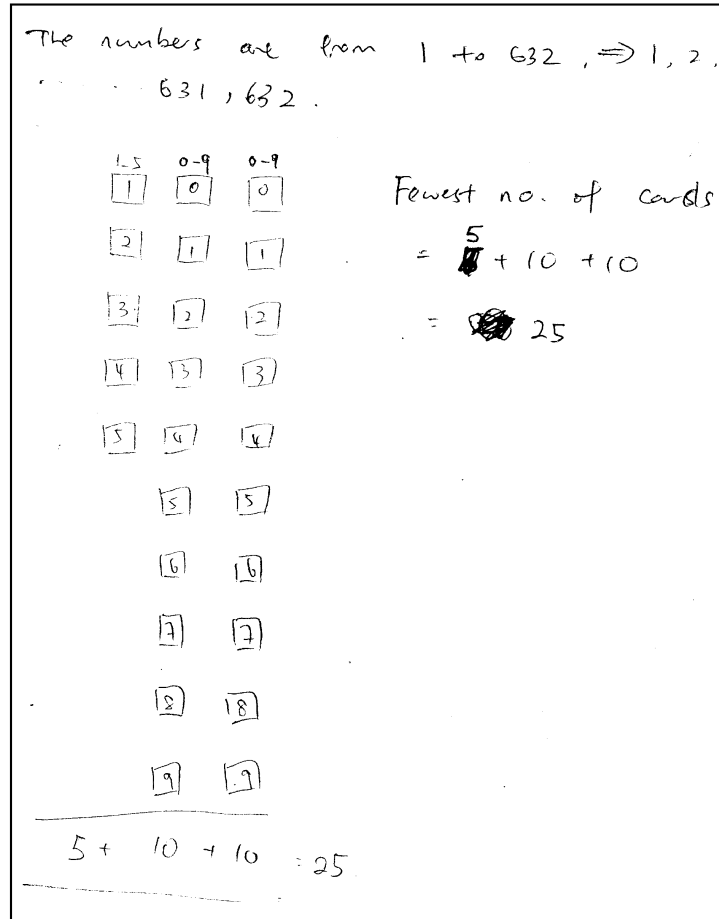 The numbers are from 1 to 632, ⇒ 1, 2,
..... 631, 632.
1-5 0-9 0-9
1 0 0
2 1 1
3 2 2
4 3 3
5 4 4
5 5
6 6
7 7
8 8
9 9
5 + 10 + 10 = 25
Fewest no. of cards
= 5 + 10 + 10
= 25